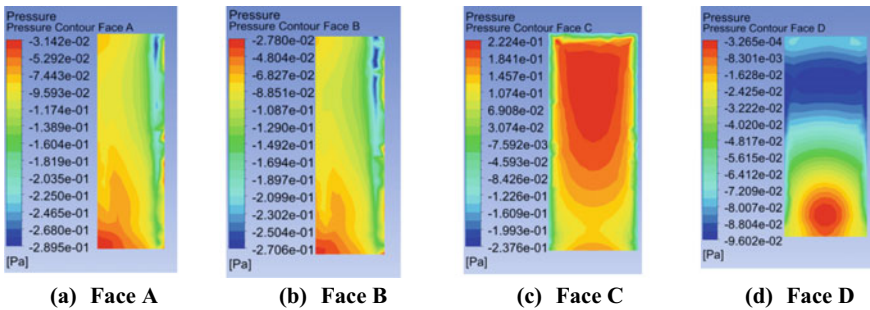 Pressure
Pressure Contour Face A
-3.142e-02
-5.292e-02
-7.443e-02
-9.593e-02
-1.174e-01
-1.389e-01
-1.604e-01
-1.819e-01
-2.035e-01
-2.250e-01
-2.465e-01
-2.680e-01
-2.895e-01
[Pa]
(a) Face A
Pressure
Pressure Contour Face B
-2.780e-02
-4.804e-02
-6.827e-02
-8.851e-02
-1.087e-01
-1.290e-01
-1.492e-01
-1.694e-01
-1.897e-01
-2.099e-01
-2.302e-01
-2.504e-01
-2.706e-01
[Pa]
(b) Face B
Pressure
Pressure Contour Face C
2.224e-01
1.841e-01
1.457e-01
1.074e-01
6.908e-02
3.074e-02
-7.592e-03
-4.593e-02
-8.426e-02
-1.226e-01
-1.609e-01
-1.993e-01
-2.376e-01
[Pa]
(c) Face C
Pressure
Pressure Contour Face D
-3.265e-04
-8.301e-03
-1.628e-02
-2.425e-02
-3.222e-02
-4.020e-02
-4.817e-02
-5.615e-02
-6.412e-02
-7.209e-02
-8.007e-02
-8.804e-02
-9.602e-02
[Pa]
(d) Face D